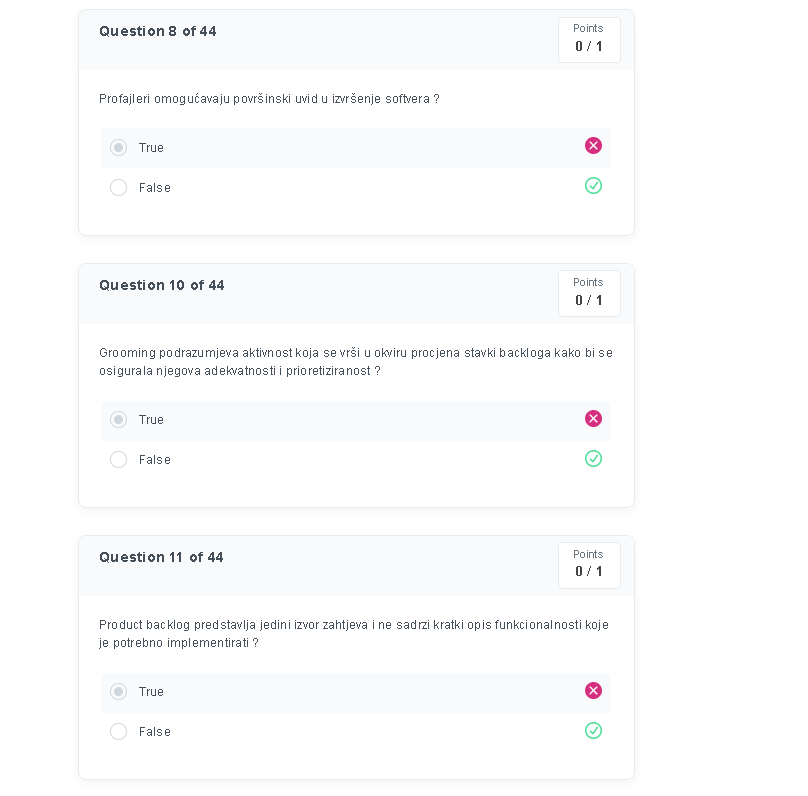 Question 8 of 44
Points
0 / 1
Profajleri omogućavaju površinski uvid u izvršenje softvera ?
True
False
Question 10 of 44
Points
0 / 1
Grooming podrazumjeva aktivnost koja se vrši u okviru procjena stavki backloga kako bi se
osigurala njegova adekvatnosti i prioretiziranost ?
True
False
Question 11 of 44
Points
0 / 1
Product backlog predstavlja jedini izvor zahtjeva i ne sadrzi kratki opis funkcionalnosti koje
je potrebno implementirati ?
True
False